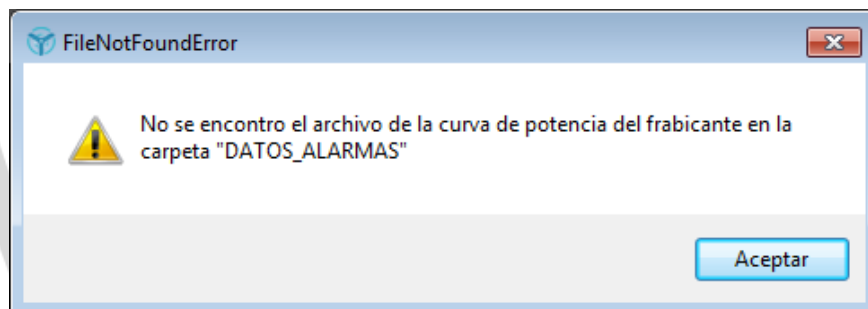 FileNotFoundError
No se encontro el archivo de la curva de potencia del frabicante en la
carpeta "DATOS_ALARMAS"
Aceptar